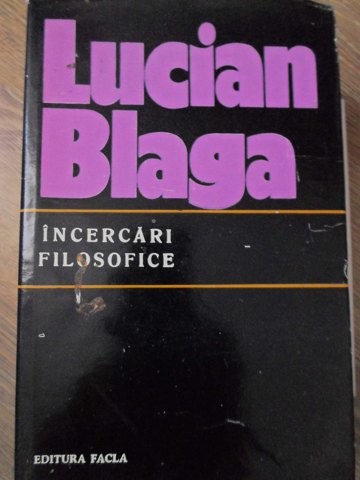 Lucian
Blaga
ÎNCERCĂRI
FILOSOFICE
EDITURA FACLA